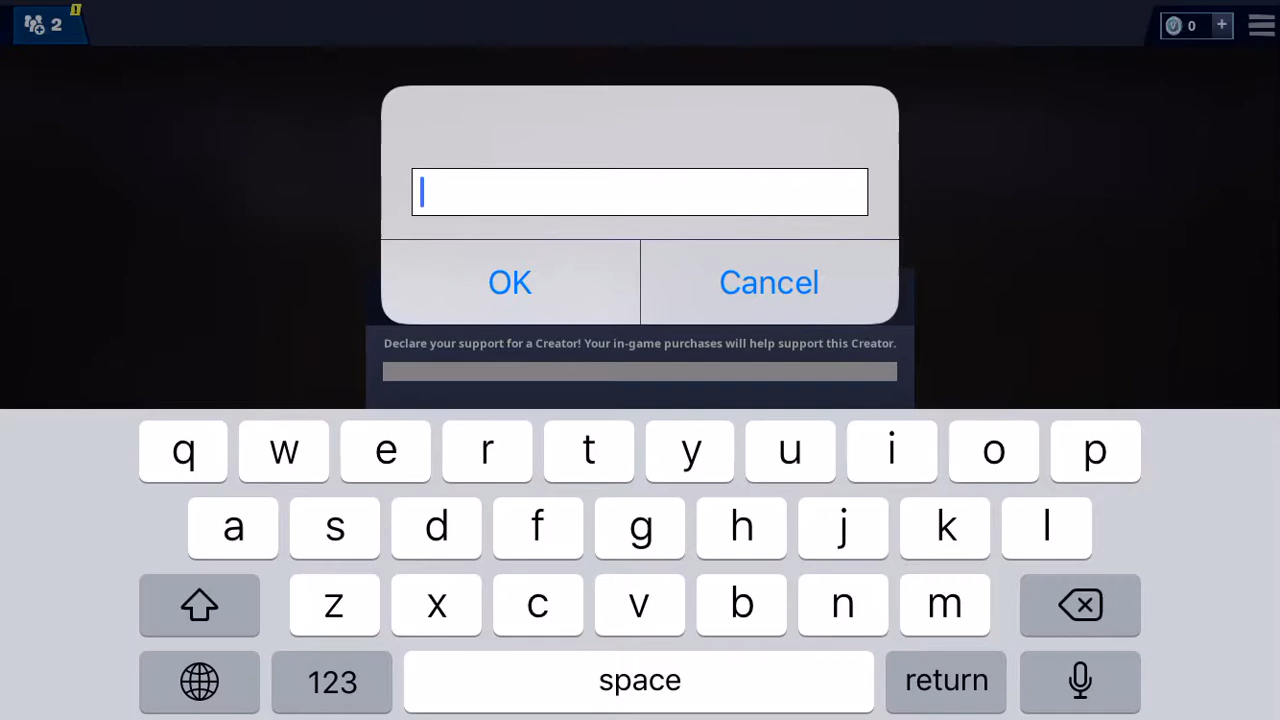 2
1
0
+
OK Cancel
Declare your support for a Creator! Your in-game purchases will help support this Creator.
q w e r t y u i o p
a s d f g h j k l
z x c v b n m
123 space return